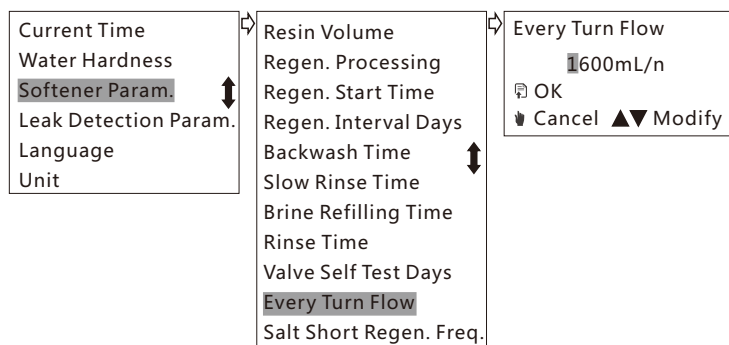 Current Time
Water Hardness
Softener Param.
Leak Detection Param.
Language
Unit
Resin Volume
Regen. Processing
Regen. Start Time
Regen. Interval Days
Backwash Time
Slow Rinse Time
Brine Refilling Time
Rinse Time
Valve Self Test Days
Every Turn Flow
Salt Short Regen. Freq.
Every Turn Flow
1600mL/n
OK
Cancel ▲▼ Modify